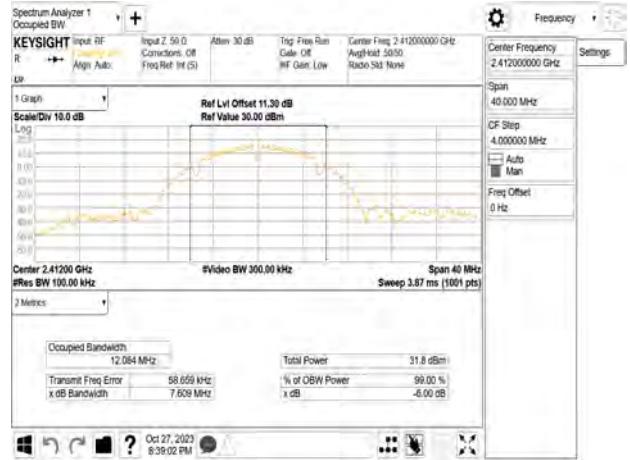 Spectrum Analyzer 1
Occupied BW
Frequency
KEYSIGHT Input: RF
R
Align: Auto
Input Z: 50 Ω
Corrections: Off
Freq Ref: Int (S)
Atten: 30 dB
Trig: Free Run
Gate: Off
#IF Gain: Low
Center Freq: 2.412000000 GHz
Avg|Hold: 50/50
Radio Std: None
Center Frequency
2.412000000 GHz
Settings
Span
40.000 MHz
CF Step
4.000000 MHz
Auto
Man
Freq Offset
0 Hz
1 Graph
Scale/Div 10.0 dB
Ref Lvl Offset 11.30 dB
Ref Value 30.00 dBm
Log
Center 2.41200 GHz
#Res BW 100.00 kHz
#Video BW 300.00 kHz
Span 40 MHz
Sweep 3.87 ms (1001 pts)
2 Metrics
Occupied Bandwidth
12.084 MHz
Total Power 31.8 dBm
Transmit Freq Error 58.659 kHz
% of OBW Power 99.00 %
x dB Bandwidth 7.609 MHz
x dB -6.00 dB
?
Oct 27, 2023
8:39:02 PM